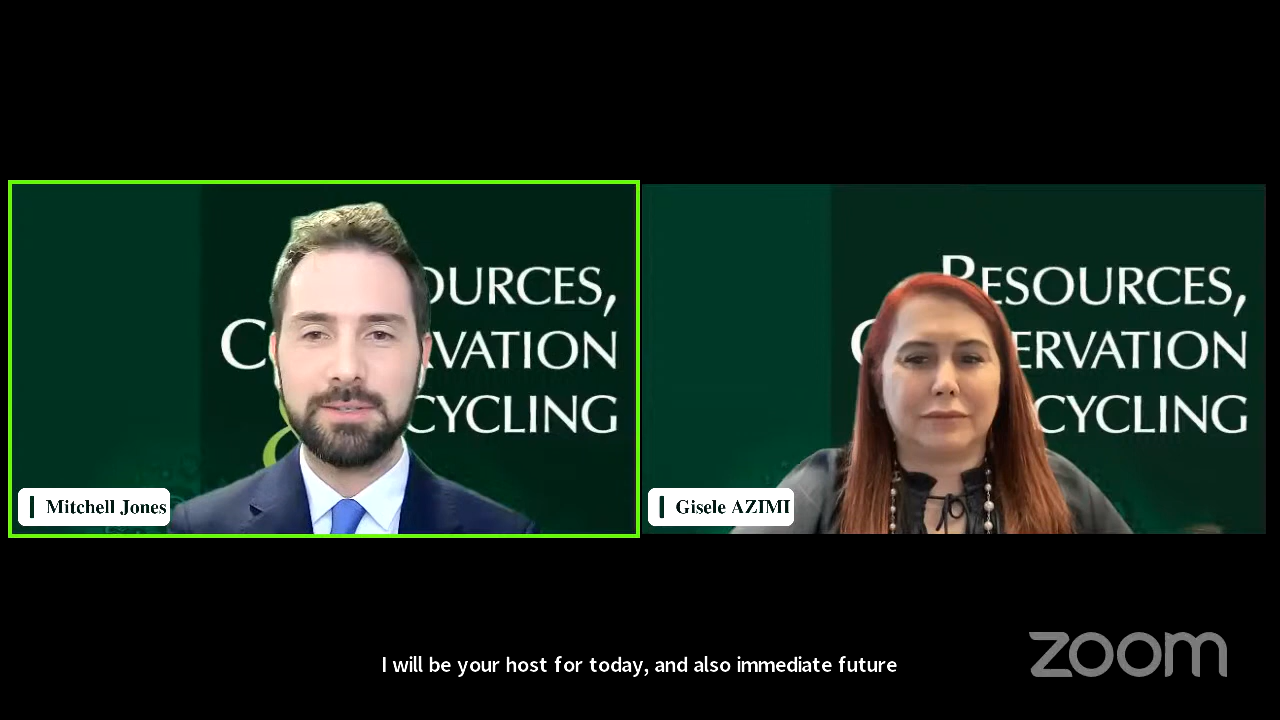 OURCES,
C VATION
& CYCLING
Mitchell Jones
RESOURCES,
C ERVATION
CYCLING
Gisele AZIMI
I will be your host for today, and also immediate future
zoom